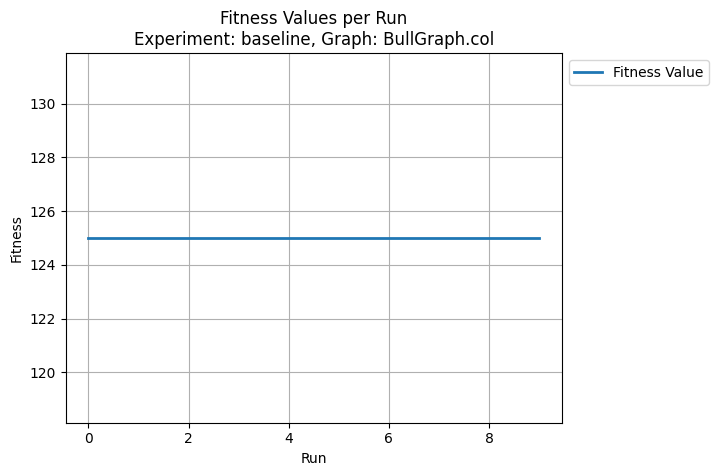 Fitness Values per Run
Experiment: baseline, Graph: BullGraph.col
Fitness Value
130
128
126
124
122
120
Fitness
0 2 4 6 8
Run